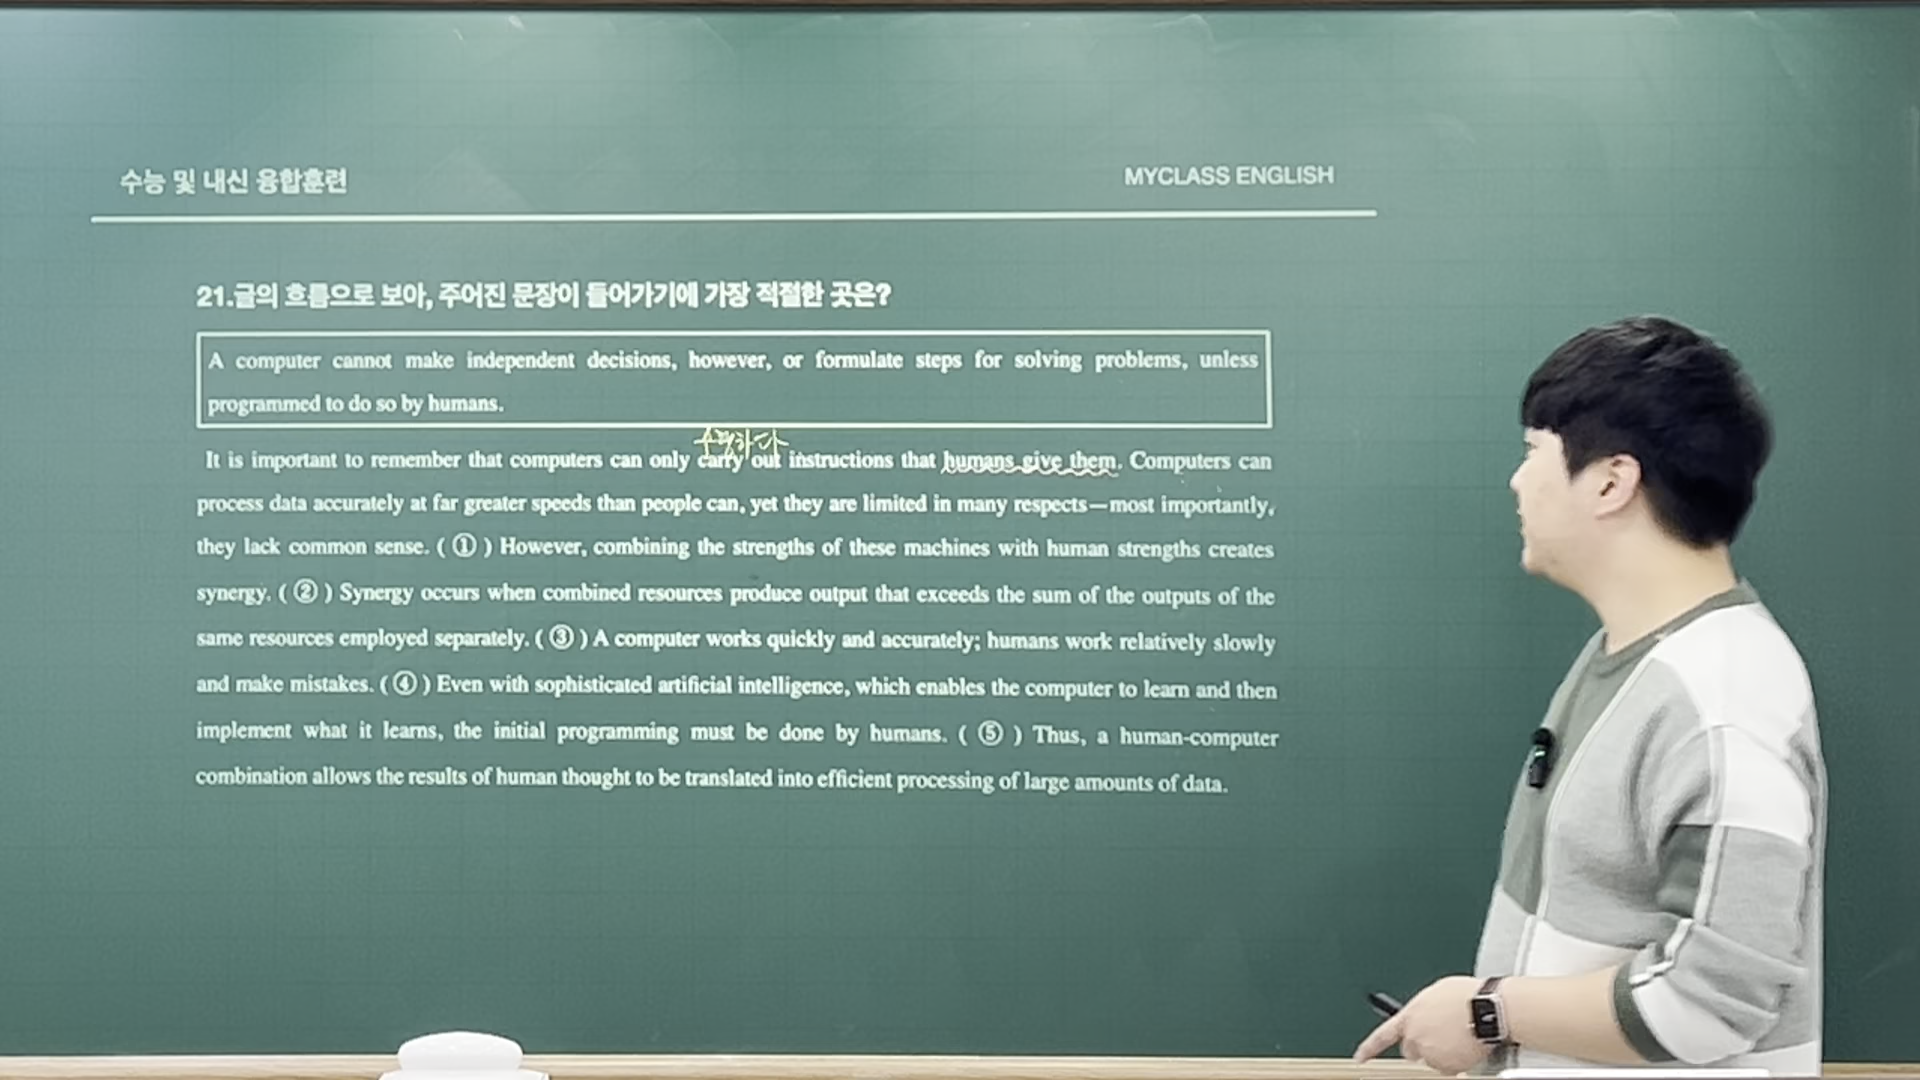 수능 및 내신 융합훈련
MYCLASS ENGLISH
21.글의 흐름으로 보아, 주어진 문장이 들어가기에 가장 적절한 곳은?
A computer cannot make independent decisions, however, or formulate steps for solving problems, unless
programmed to do so by humans.
수행하다
It is important to remember that computers can only carry out instructions that humans give them. Computers can
process data accurately at far greater speeds than people can, yet they are limited in many respects—most importantly,
they lack common sense. ( ① ) However, combining the strengths of these machines with human strengths creates
synergy. ( ② ) Synergy occurs when combined resources produce output that exceeds the sum of the outputs of the
same resources employed separately. ( ③ ) A computer works quickly and accurately; humans work relatively slowly
and make mistakes. ( ④ ) Even with sophisticated artificial intelligence, which enables the computer to learn and then
implement what it learns, the initial programming must be done by humans. ( ⑤ ) Thus, a human-computer
combination allows the results of human thought to be translated into efficient processing of large amounts of data.